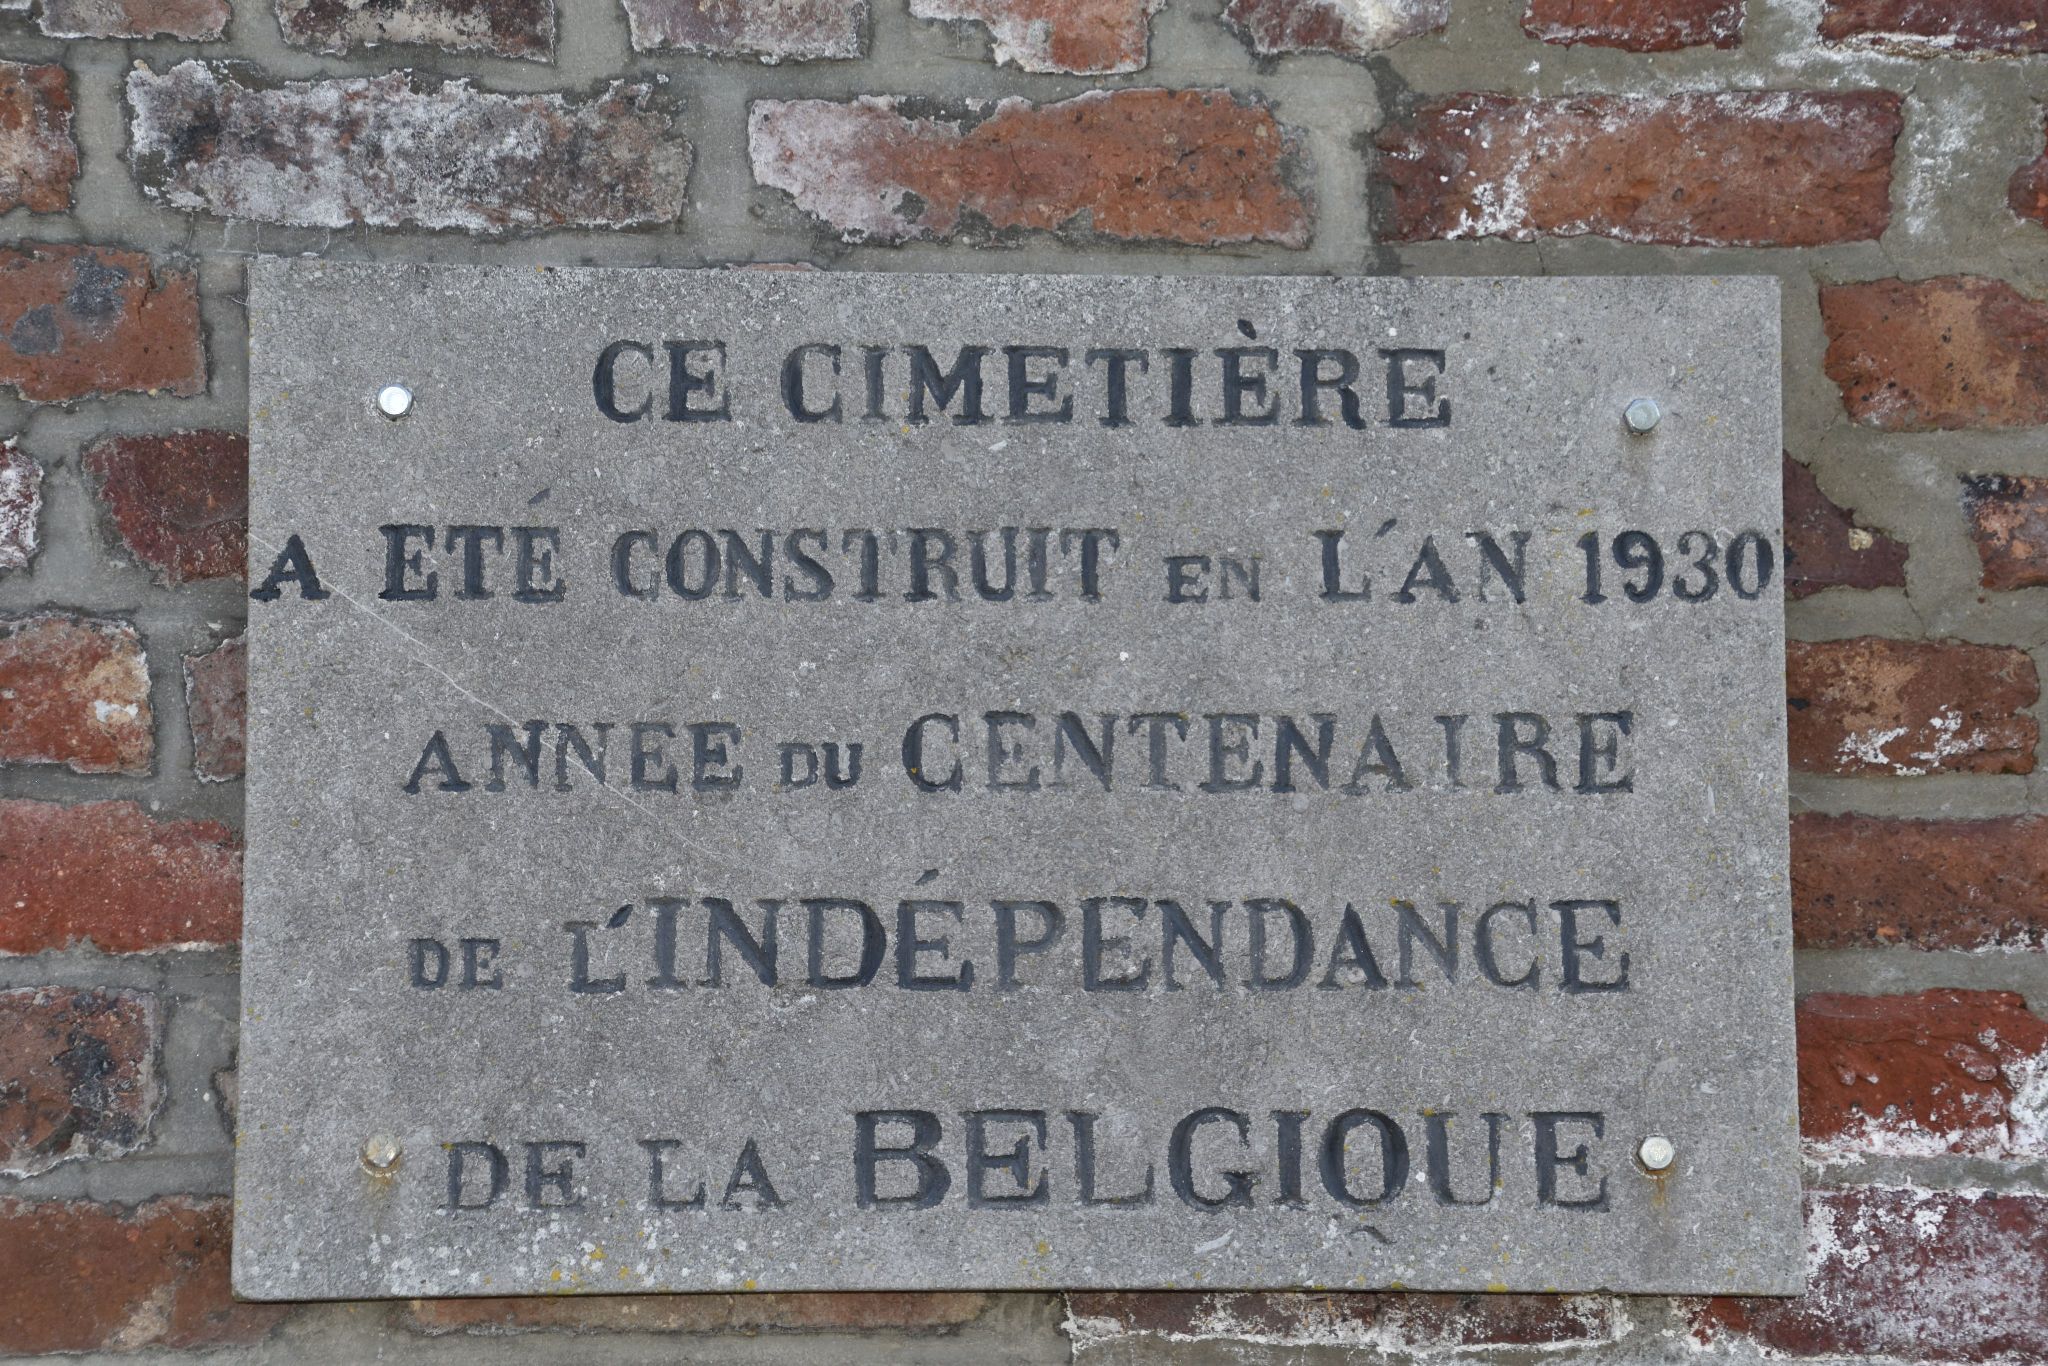 CE CIMETIÈRE
A ETÉ CONSTRUIT EN L'AN 1930
ANNEE DU CENTENAIRE
DE L'INDÉPENDANCE
DE LA BELGIQUE